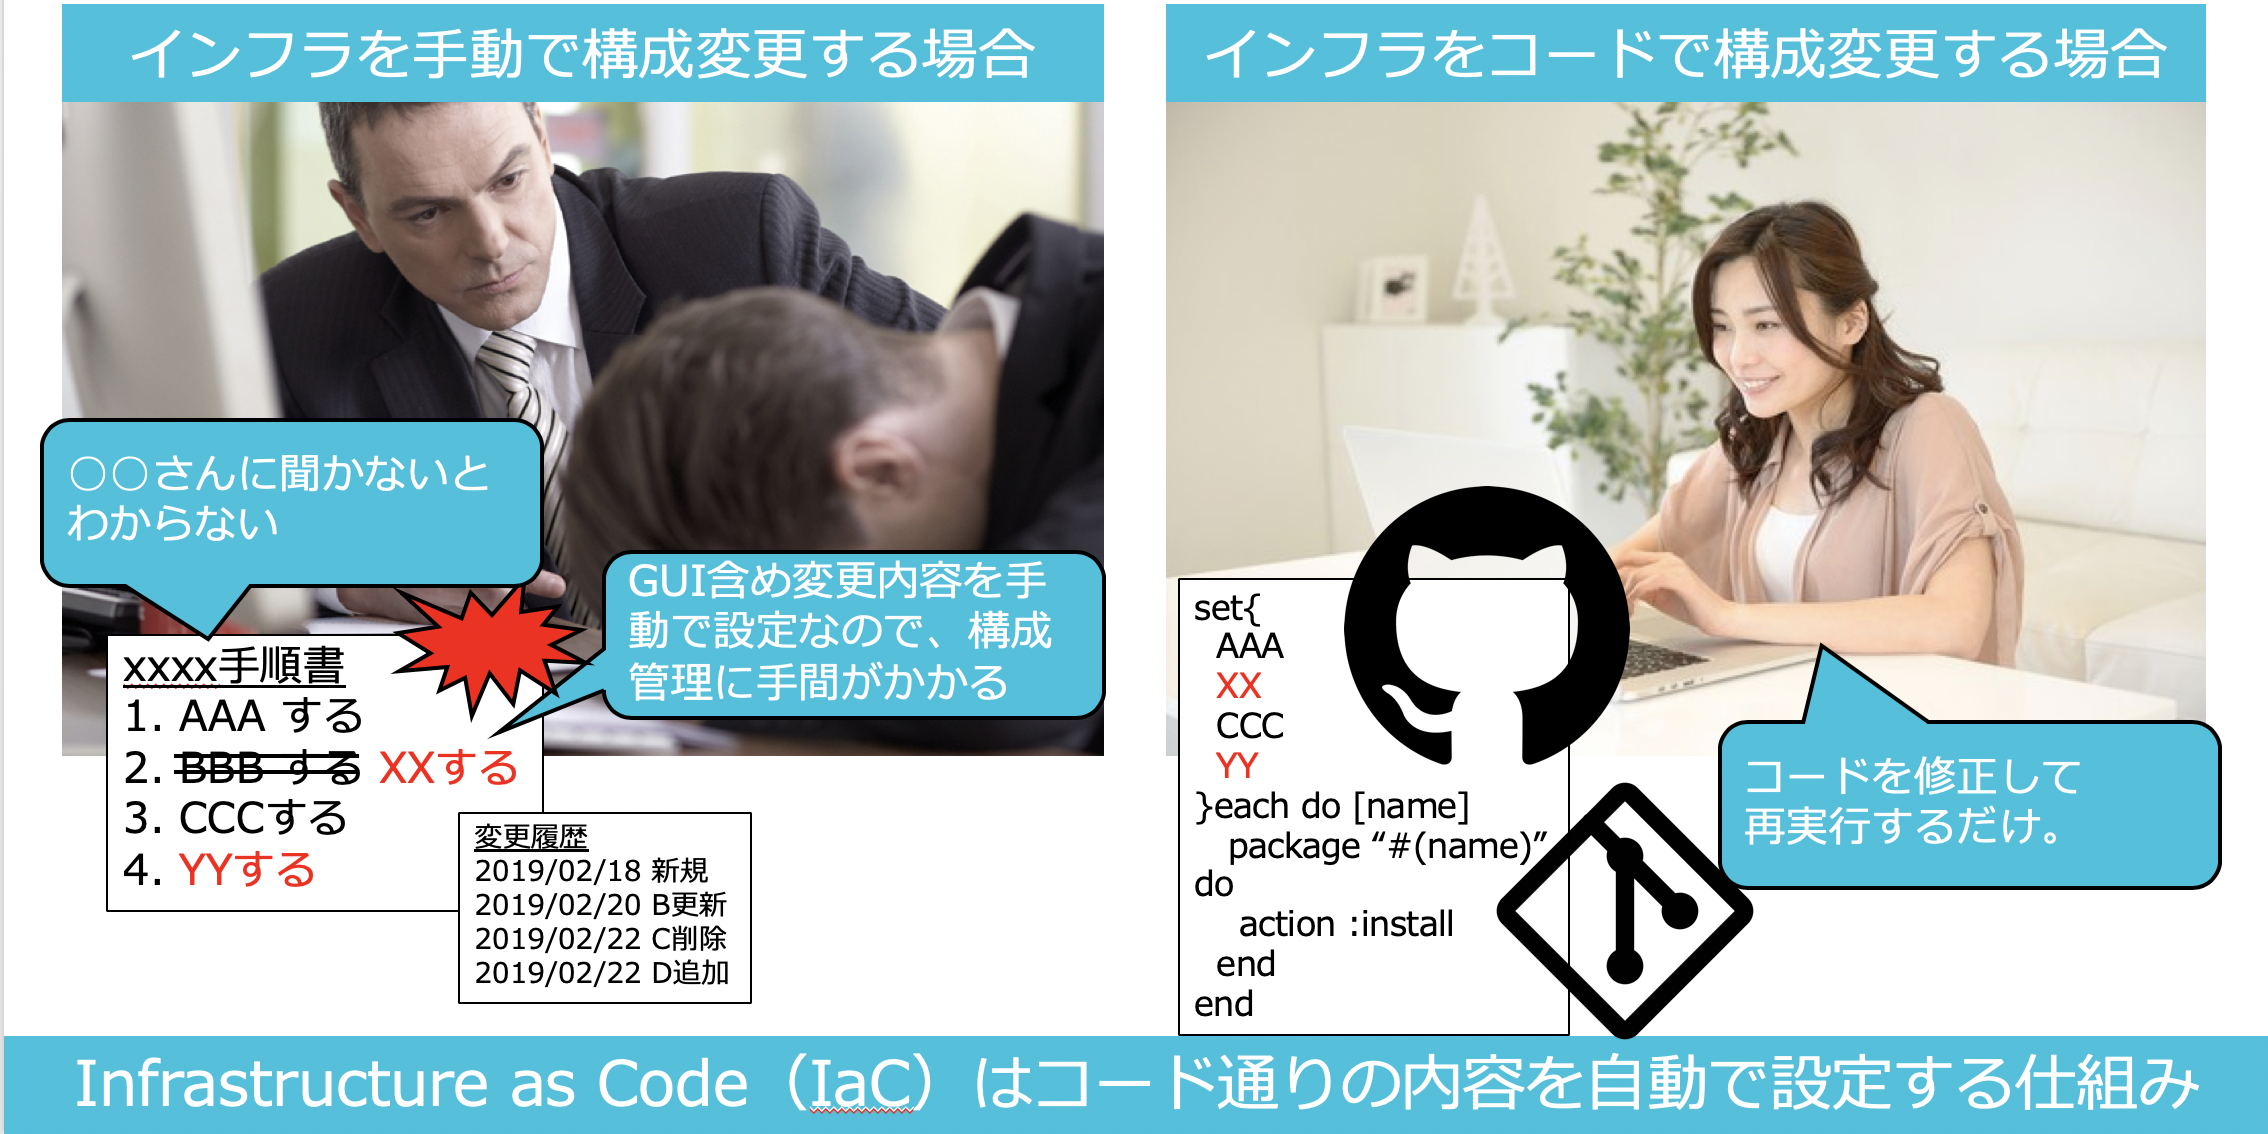 インフラを手動で構成変更する場合
○○さんに聞かないと
わからない
GUI含め変更内容を手
動で設定なので、構成
管理に手間がかかる
xxxx手順書
1. AAA する
2. BBB する XXする
3. CCCする
4. YYする
変更履歴
2019/02/18 新規
2019/02/20 B更新
2019/02/22 C削除
2019/02/22 D追加
インフラをコードで構成変更する場合
set{
AAA
XX
CCC
YY
}each do [name]
package “#(name)”
do
action :install
end
end
コードを修正して
再実行するだけ。
Infrastructure as Code（IaC）はコード通りの内容を自動で設定する仕組み